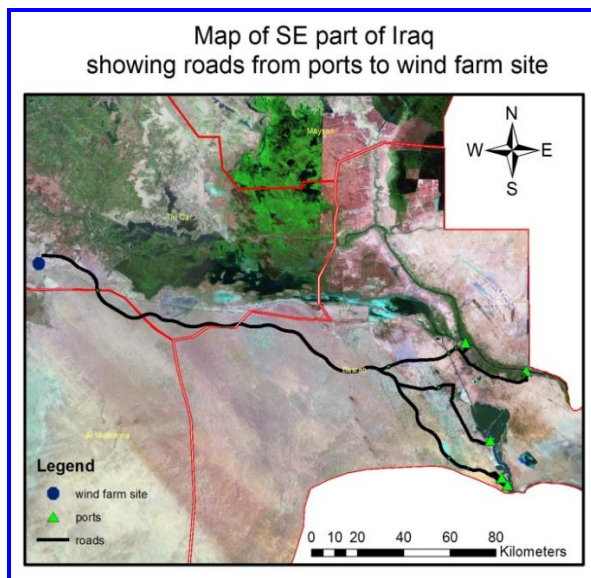 Map of SE part of Iraq
showing roads from ports to wind farm site
N
W E
S
Maysan
Thi Qar
Basrah
Al Muthana
Legend
wind farm site
ports
roads
0 10 20 40 60 80
Kilometers